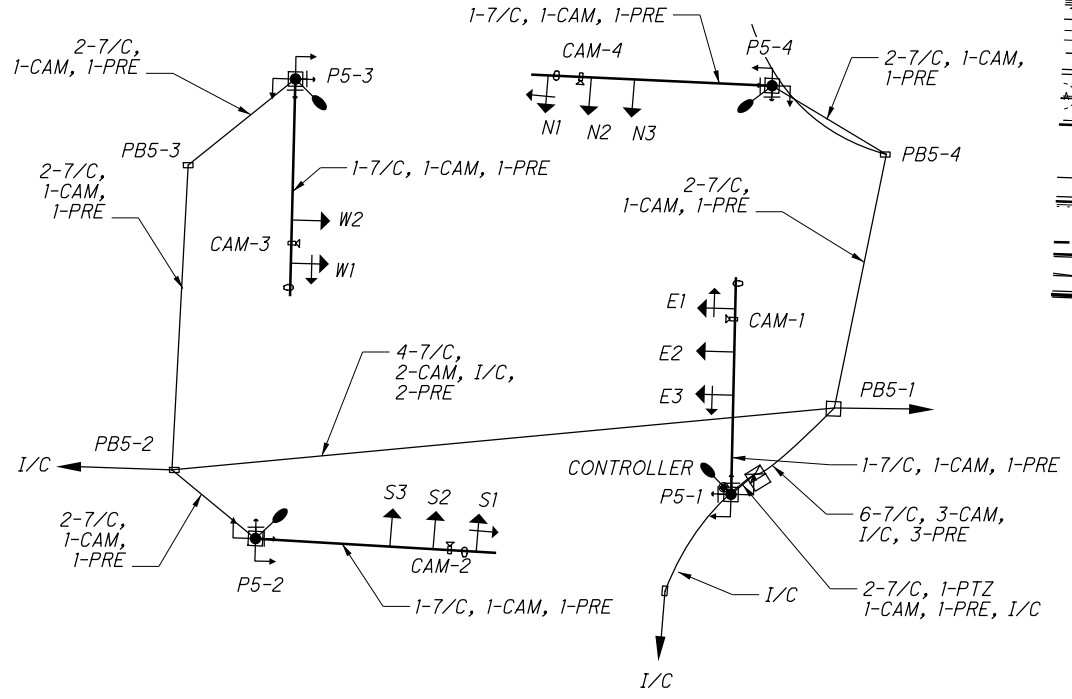 1-7/C, 1-CAM, 1-PRE
2-7/C,
1-CAM, 1-PRE
P5-3
CAM-4
P5-4
2-7/C, 1-CAM,
1-PRE
N1
N2
N3
PB5-3
PB5-4
2-7/C,
1-CAM,
1-PRE
1-7/C, 1-CAM, 1-PRE
2-7/C,
1-CAM, 1-PRE
W2
CAM-3
W1
E1
CAM-1
E2
E3
4-7/C,
2-CAM, I/C,
2-PRE
PB5-1
PB5-2
I/C
CONTROLLER
P5-1
1-7/C, 1-CAM, 1-PRE
S3
S2
S1
6-7/C, 3-CAM,
I/C, 3-PRE
2-7/C,
1-CAM,
1-PRE
CAM-2
P5-2
1-7/C, 1-CAM, 1-PRE
I/C
2-7/C, 1-PTZ
1-CAM, 1-PRE, I/C
I/C